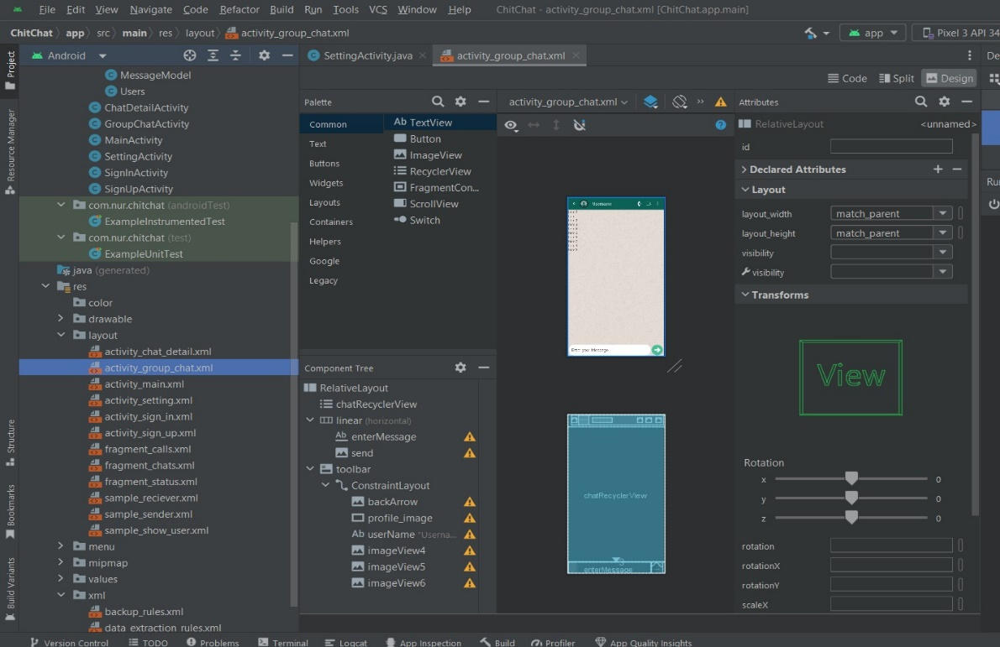 File Edit View Navigate Code Refactor Build Run Tools VCS Window Help ChitChat - activity_group_chat.xml [ChitChat.app.main]
ChitChat app src main res layout activity_group_chat.xml app Pixel 3 API 34
Project
Resource Manager
Structure
Bookmarks
Build Variants
Android
MessageModel
Users
ChatDetailActivity
GroupChatActivity
MainActivity
SettingActivity
SignInActivity
SignUpActivity
com.nur.chitchat (androidTest)
ExampleInstrumentedTest
com.nur.chitchat (test)
ExampleUnitTest
java (generated)
res
color
drawable
layout
activity_chat_detail.xml
activity_group_chat.xml
activity_main.xml
activity_setting.xml
activity_sign_in.xml
activity_sign_up.xml
fragment_calls.xml
fragment_chats.xml
fragment_status.xml
sample_reciever.xml
sample_sender.xml
sample_show_user.xml
menu
mipmap
values
xml
backup_rules.xml
data_extraction_rules.xml
SettingActivity.java activity_group_chat.xml
Code Split Design
Palette
Common
Text
Buttons
Widgets
Layouts
Containers
Helpers
Google
Legacy
Ab TextView
Button
ImageView
RecyclerView
FragmentCon...
ScrollView
Switch
Component Tree
RelativeLayout
chatRecyclerView
linear (horizontal)
Ab enterMessage
send
toolbar
ConstraintLayout
backArrow
profile_image
Ab userName "Userna...
imageView4
imageView5
imageView6
activity_group_chat.xml
Username
Enter your Message
chatRecyclerView
enterMessage
Attributes
RelativeLayout <unnamed>
id
Declared Attributes
Layout
layout_width match_parent
layout_height match_parent
visibility
visibility
Transforms
View
Rotation
x 0
y 0
z 0
rotation
rotationX
rotationY
scaleX
De
Ru
Version Control TODO Problems Terminal Logcat App Inspection Build Profiler App Quality Insights